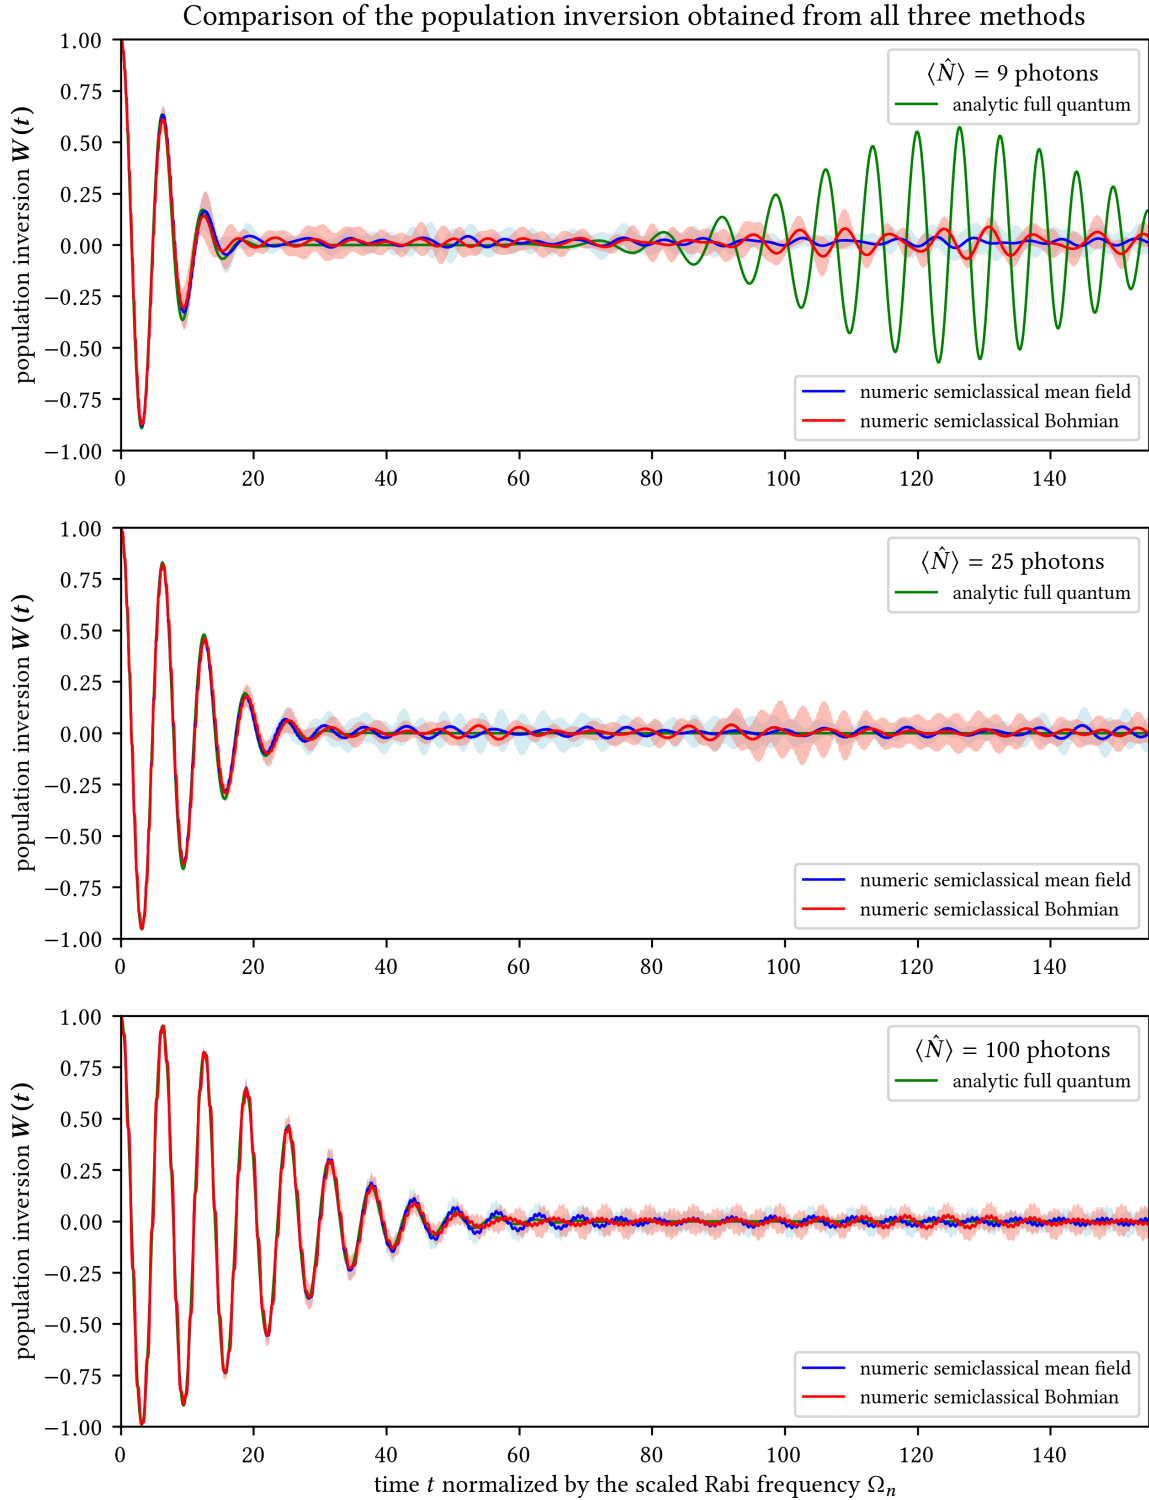 Comparison of the population inversion obtained from all three methods
population inversion W(t)
1.00
0.75
0.50
0.25
0.00
−0.25
−0.50
−0.75
−1.00
⟨N̂⟩ = 9 photons
analytic full quantum
numeric semiclassical mean field
numeric semiclassical Bohmian
0 20 40 60 80 100 120 140
population inversion W(t)
1.00
0.75
0.50
0.25
0.00
−0.25
−0.50
−0.75
−1.00
⟨N̂⟩ = 25 photons
analytic full quantum
numeric semiclassical mean field
numeric semiclassical Bohmian
0 20 40 60 80 100 120 140
population inversion W(t)
1.00
0.75
0.50
0.25
0.00
−0.25
−0.50
−0.75
−1.00
⟨N̂⟩ = 100 photons
analytic full quantum
numeric semiclassical mean field
numeric semiclassical Bohmian
0 20 40 60 80 100 120 140
time t normalized by the scaled Rabi frequency Ωₙ